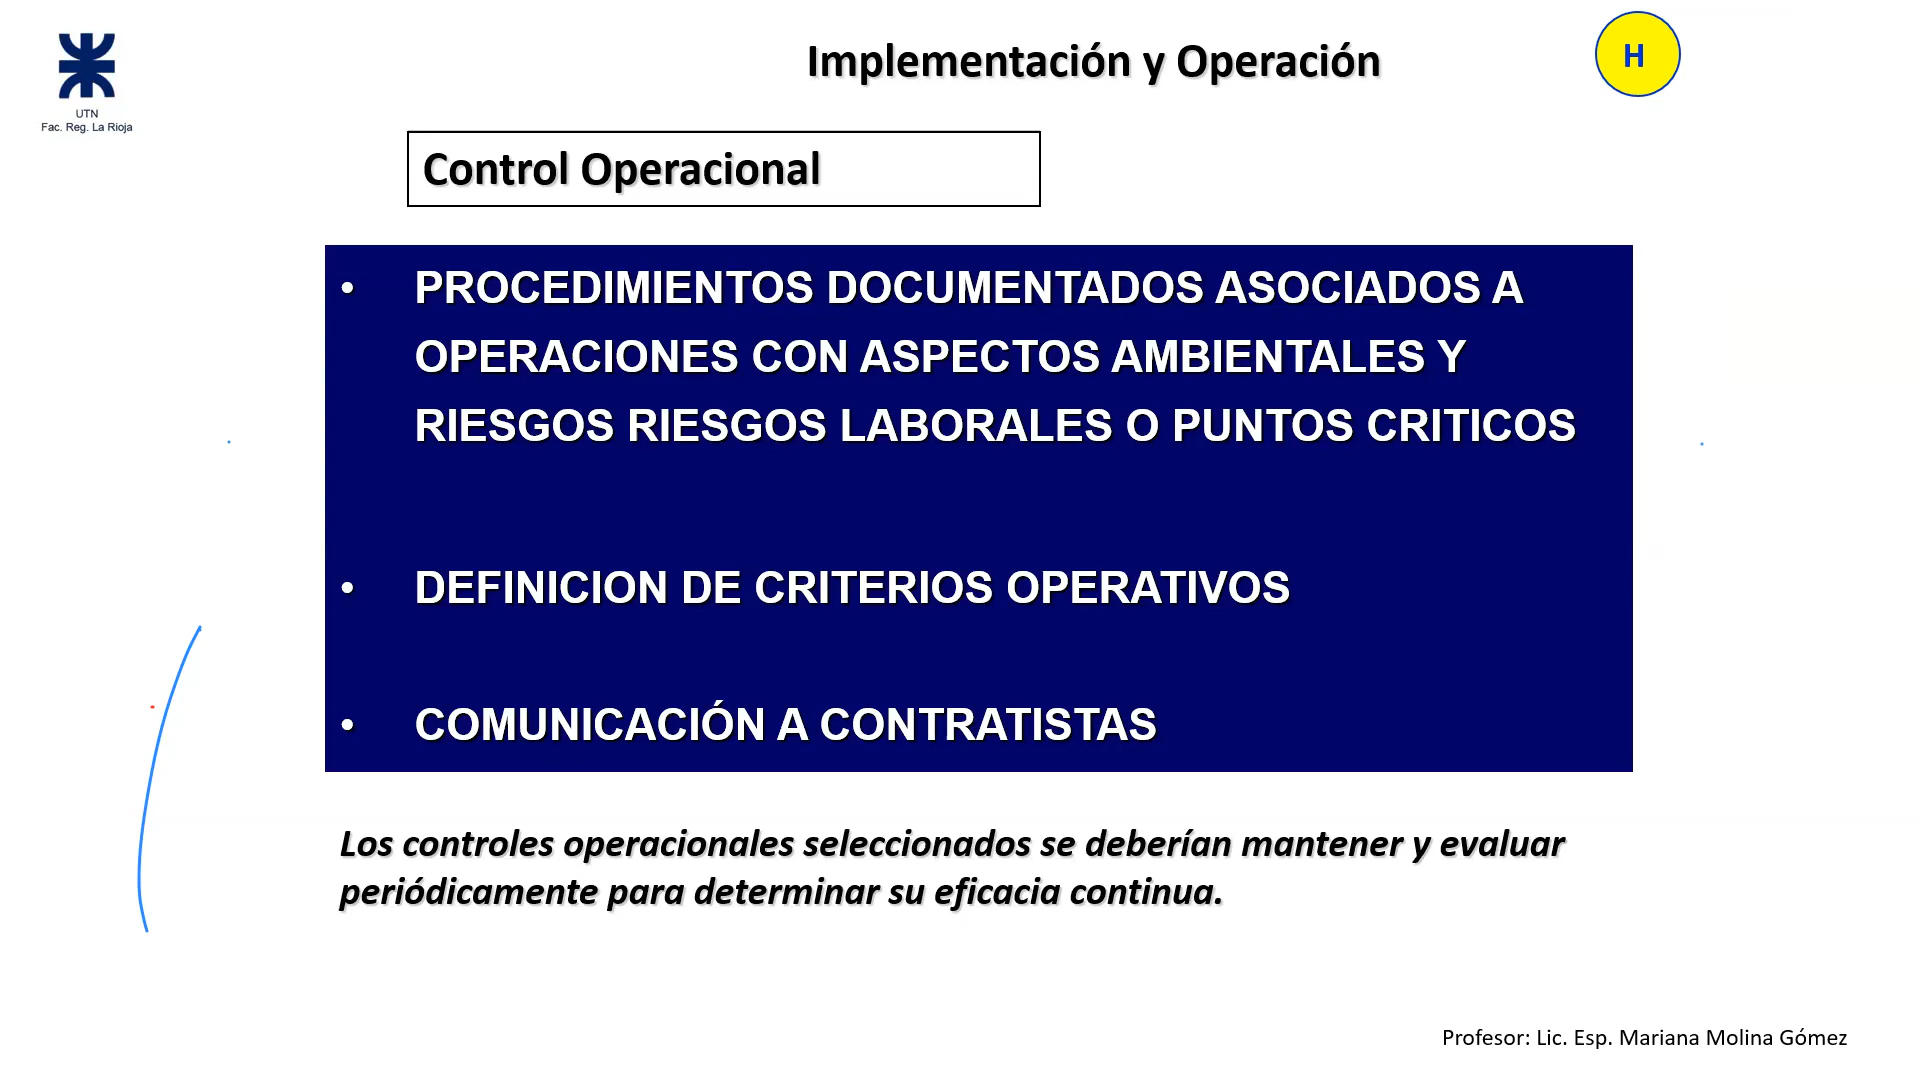 UTN
Fac. Reg. La Rioja
Implementación y Operación
H
Control Operacional
• PROCEDIMIENTOS DOCUMENTADOS ASOCIADOS A
OPERACIONES CON ASPECTOS AMBIENTALES Y
RIESGOS RIESGOS LABORALES O PUNTOS CRITICOS
• DEFINICION DE CRITERIOS OPERATIVOS
• COMUNICACIÓN A CONTRATISTAS
Los controles operacionales seleccionados se deberían mantener y evaluar
periódicamente para determinar su eficacia continua.
Profesor: Lic. Esp. Mariana Molina Gómez